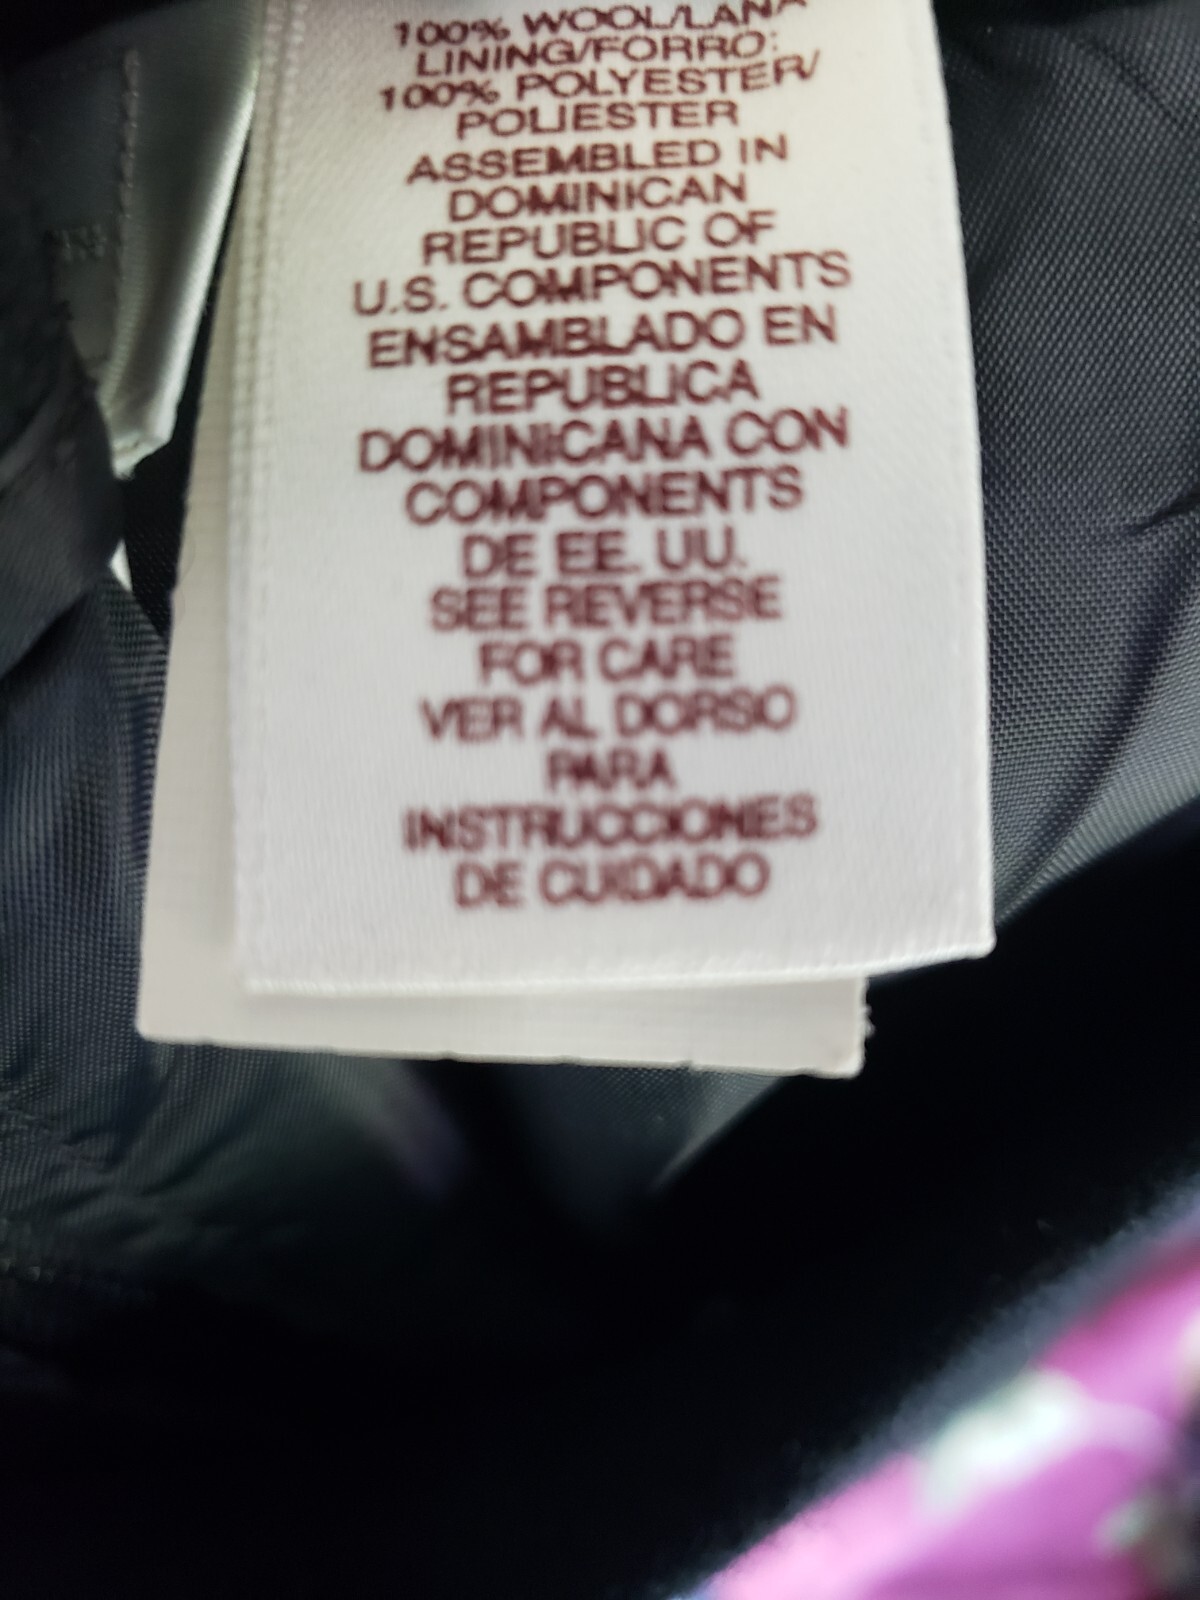 100% WOOL/LANA
LINING/FORRO:
100% POLYESTER/
POLIESTER
ASSEMBLED IN
DOMINICAN
REPUBLIC OF
U.S. COMPONENTS
ENSAMBLADO EN
REPUBLICA
DOMINICANA CON
COMPONENTS
DE EE. UU.
SEE REVERSE
FOR CARE
VER AL DORSO
PARA
INSTRUCCIONES
DE CUIDADO